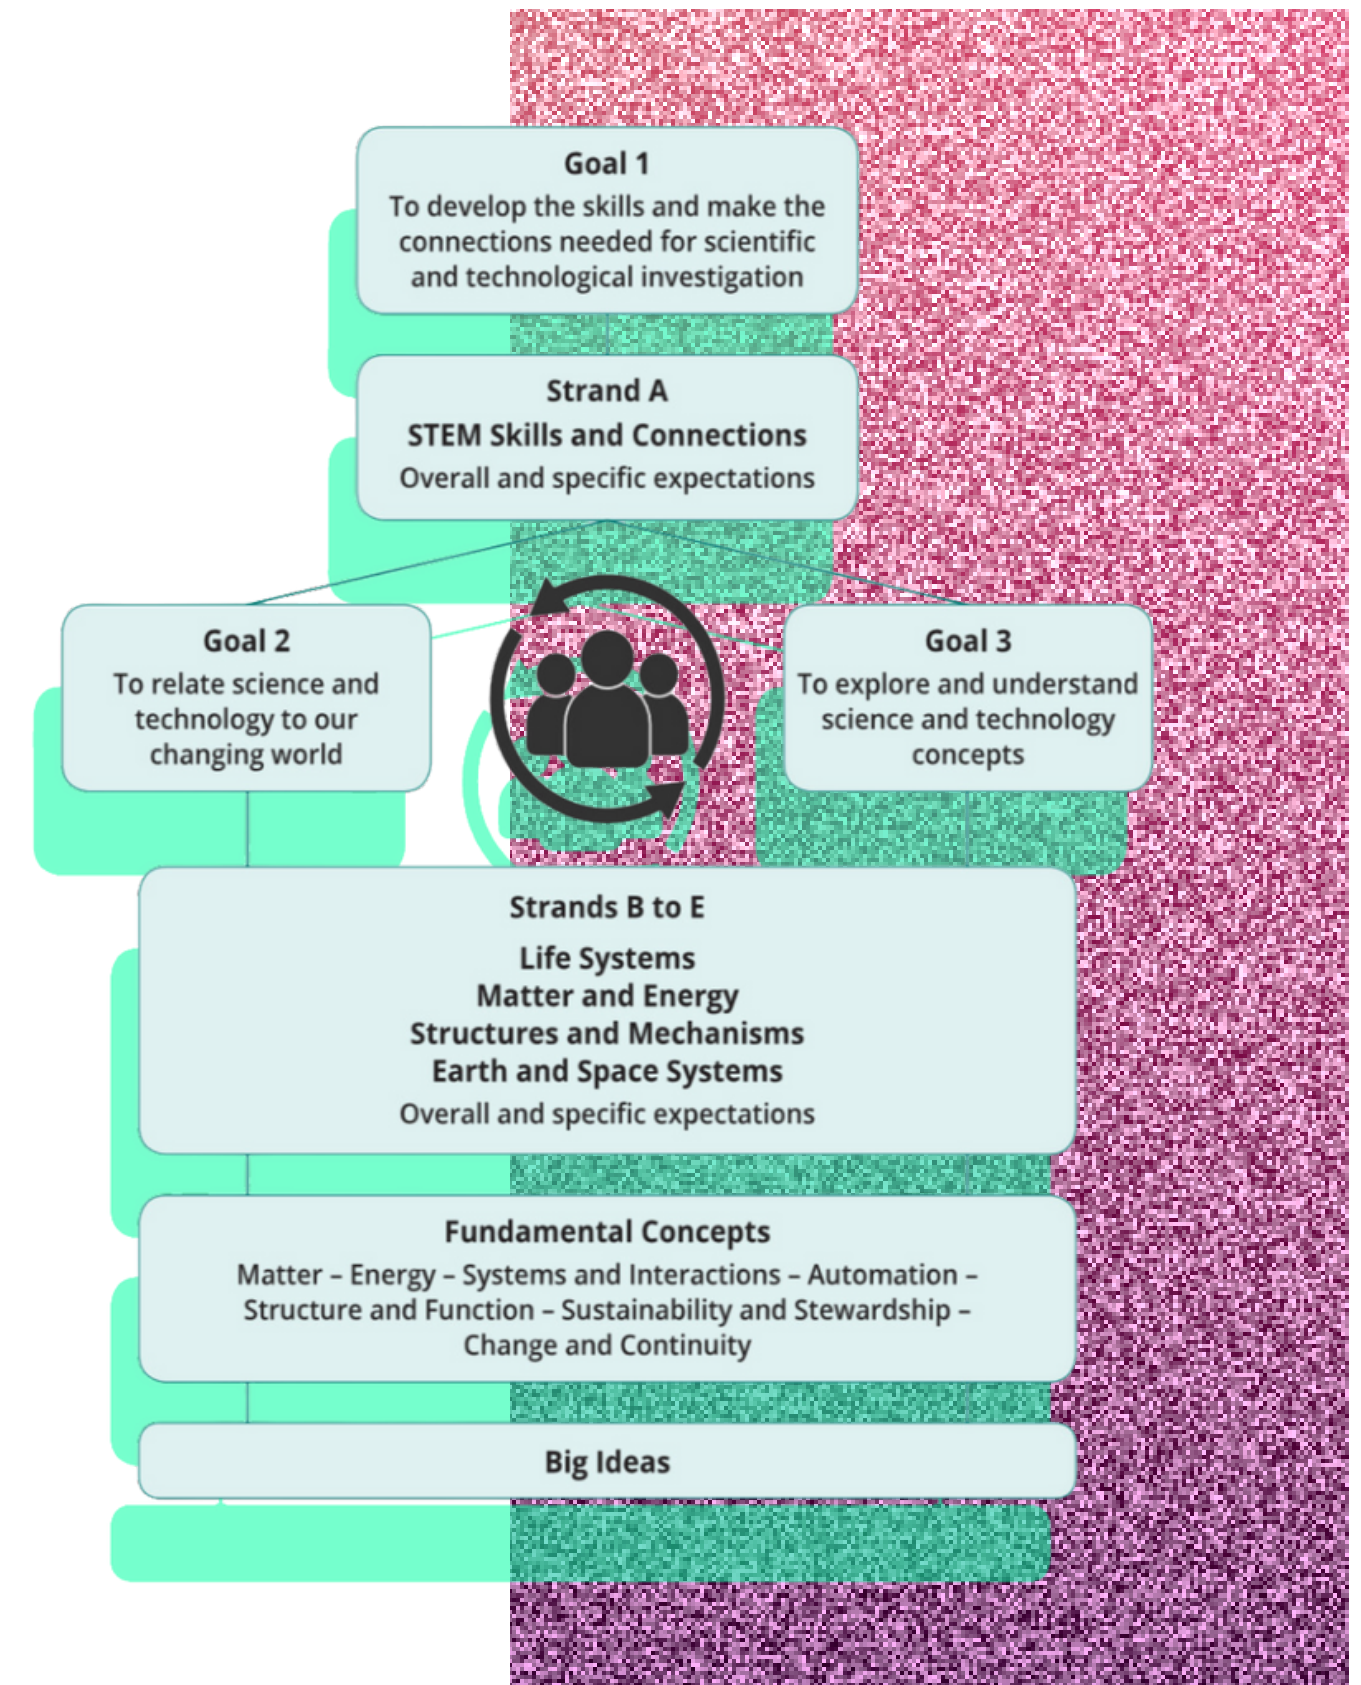 Goal 1
To develop the skills and make the
connections needed for scientific
and technological investigation
Strand A
STEM Skills and Connections
Overall and specific expectations
Goal 2
To relate science and
technology to our
changing world
Goal 3
To explore and understand
science and technology
concepts
Strands B to E
Life Systems
Matter and Energy
Structures and Mechanisms
Earth and Space Systems
Overall and specific expectations
Fundamental Concepts
Matter – Energy – Systems and Interactions – Automation –
Structure and Function – Sustainability and Stewardship –
Change and Continuity
Big Ideas